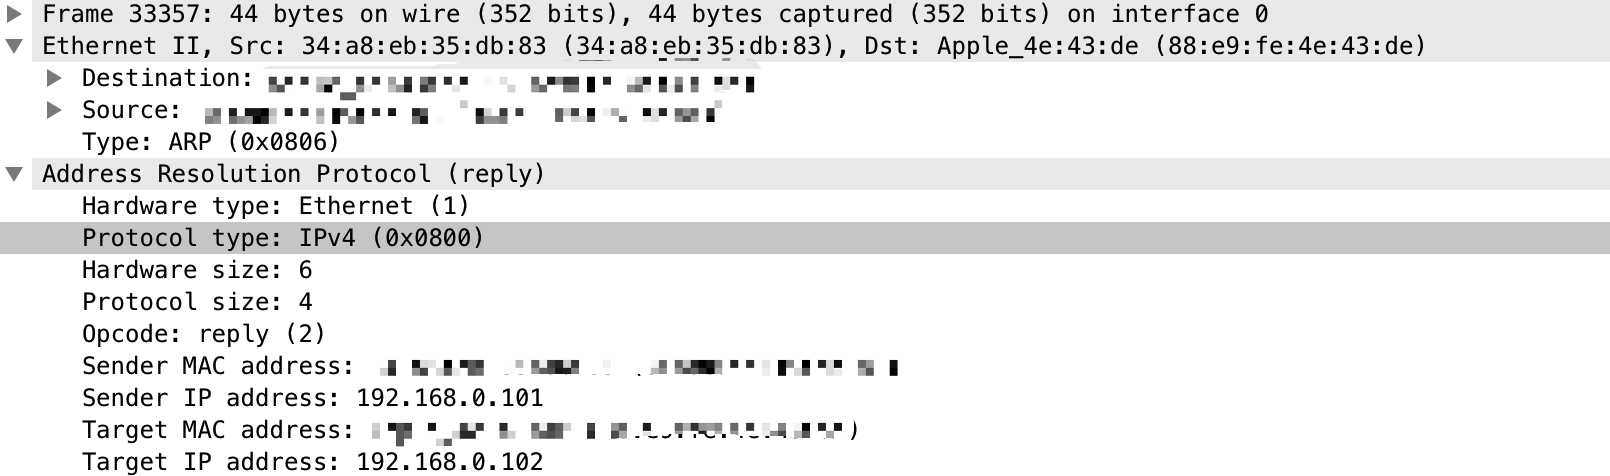 Frame 33357: 44 bytes on wire (352 bits), 44 bytes captured (352 bits) on interface 0
Ethernet II, Src: 34:a8:eb:35:db:83 (34:a8:eb:35:db:83), Dst: Apple_4e:43:de (88:e9:fe:4e:43:de)
Destination:
Source:
Type: ARP (0x0806)
Address Resolution Protocol (reply)
Hardware type: Ethernet (1)
Protocol type: IPv4 (0x0800)
Hardware size: 6
Protocol size: 4
Opcode: reply (2)
Sender MAC address:
Sender IP address: 192.168.0.101
Target MAC address: )
Target IP address: 192.168.0.102